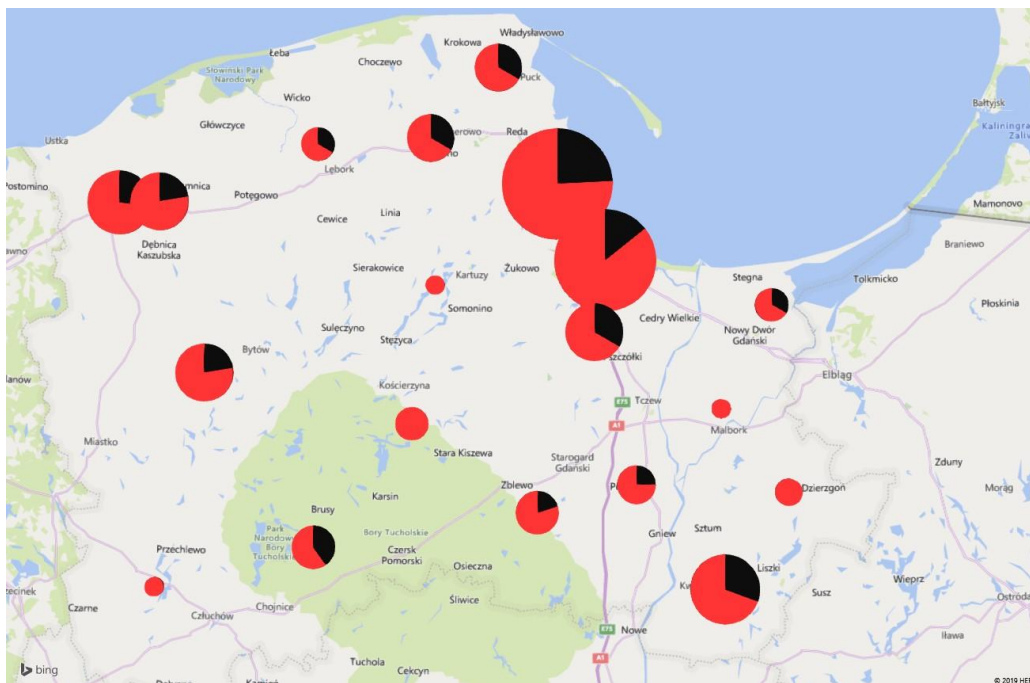 Władysławowo
Krokowa
Łeba
Choczewo
Puck
Słowiński Park
Narodowy
Wicko
Bałtyjsk
Główczyce
Kaliningra
Zaliv
Ustka
Reda
Lębork
Postomino
Potęgowo
Mamonovo
Cewice
Linia
Dębnica
Kaszubska
Braniewo
Sierakowice
Kartuzy
Żukowo
Stegna
Tolkmicko
Somonino
Cedry Wielkie
Płoskinia
Sulęczyno
Nowy Dwór
Gdański
Stężyca
Bytów
Elbląg
Kościerzyna
E75
Tczew
A1
Malbork
Miastko
Stara Kiszewa
Starogard
Gdański
Zduny
Zblewo
Dzierzgoń
Morąg
Karsin
Brusy
Park
Narodowy
Bory
Tucholskie
Bory Tucholskie
Gniew
Sztum
Czersk
Pomorski
Przechlewo
Osieczna
Liszki
Wieprz
Susz
Czarne
Człuchów
Chojnice
Śliwice
Ostróda
E75
Nowe
Iława
A1
Tuchola
Cekcyn
bing
© 2019 HE